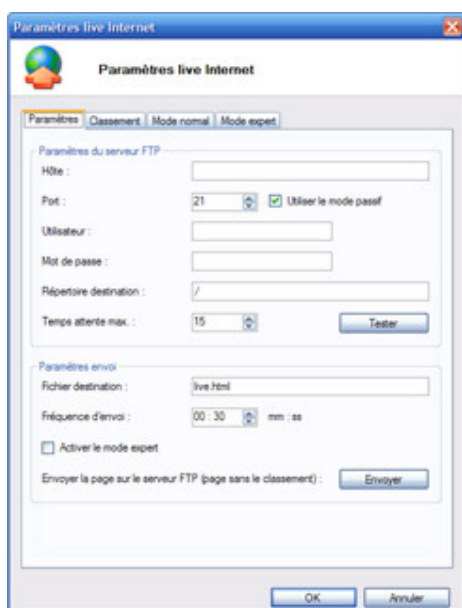 Paramètres live Internet
Paramètres live Internet
Paramètres Classement Mode normal Mode expert
Paramètres du serveur FTP
Hôte :
Port : 21 Utiliser le mode passif
Utilisateur :
Mot de passe :
Répertoire destination : /
Temps attente max. : 15 Tester
Paramètres envoi
Fichier destination : live.html
Fréquence d'envoi : 00 : 30 mm : ss
Activer le mode expert
Envoyer la page sur le serveur FTP (page sans le classement) : Envoyer
OK Annuler